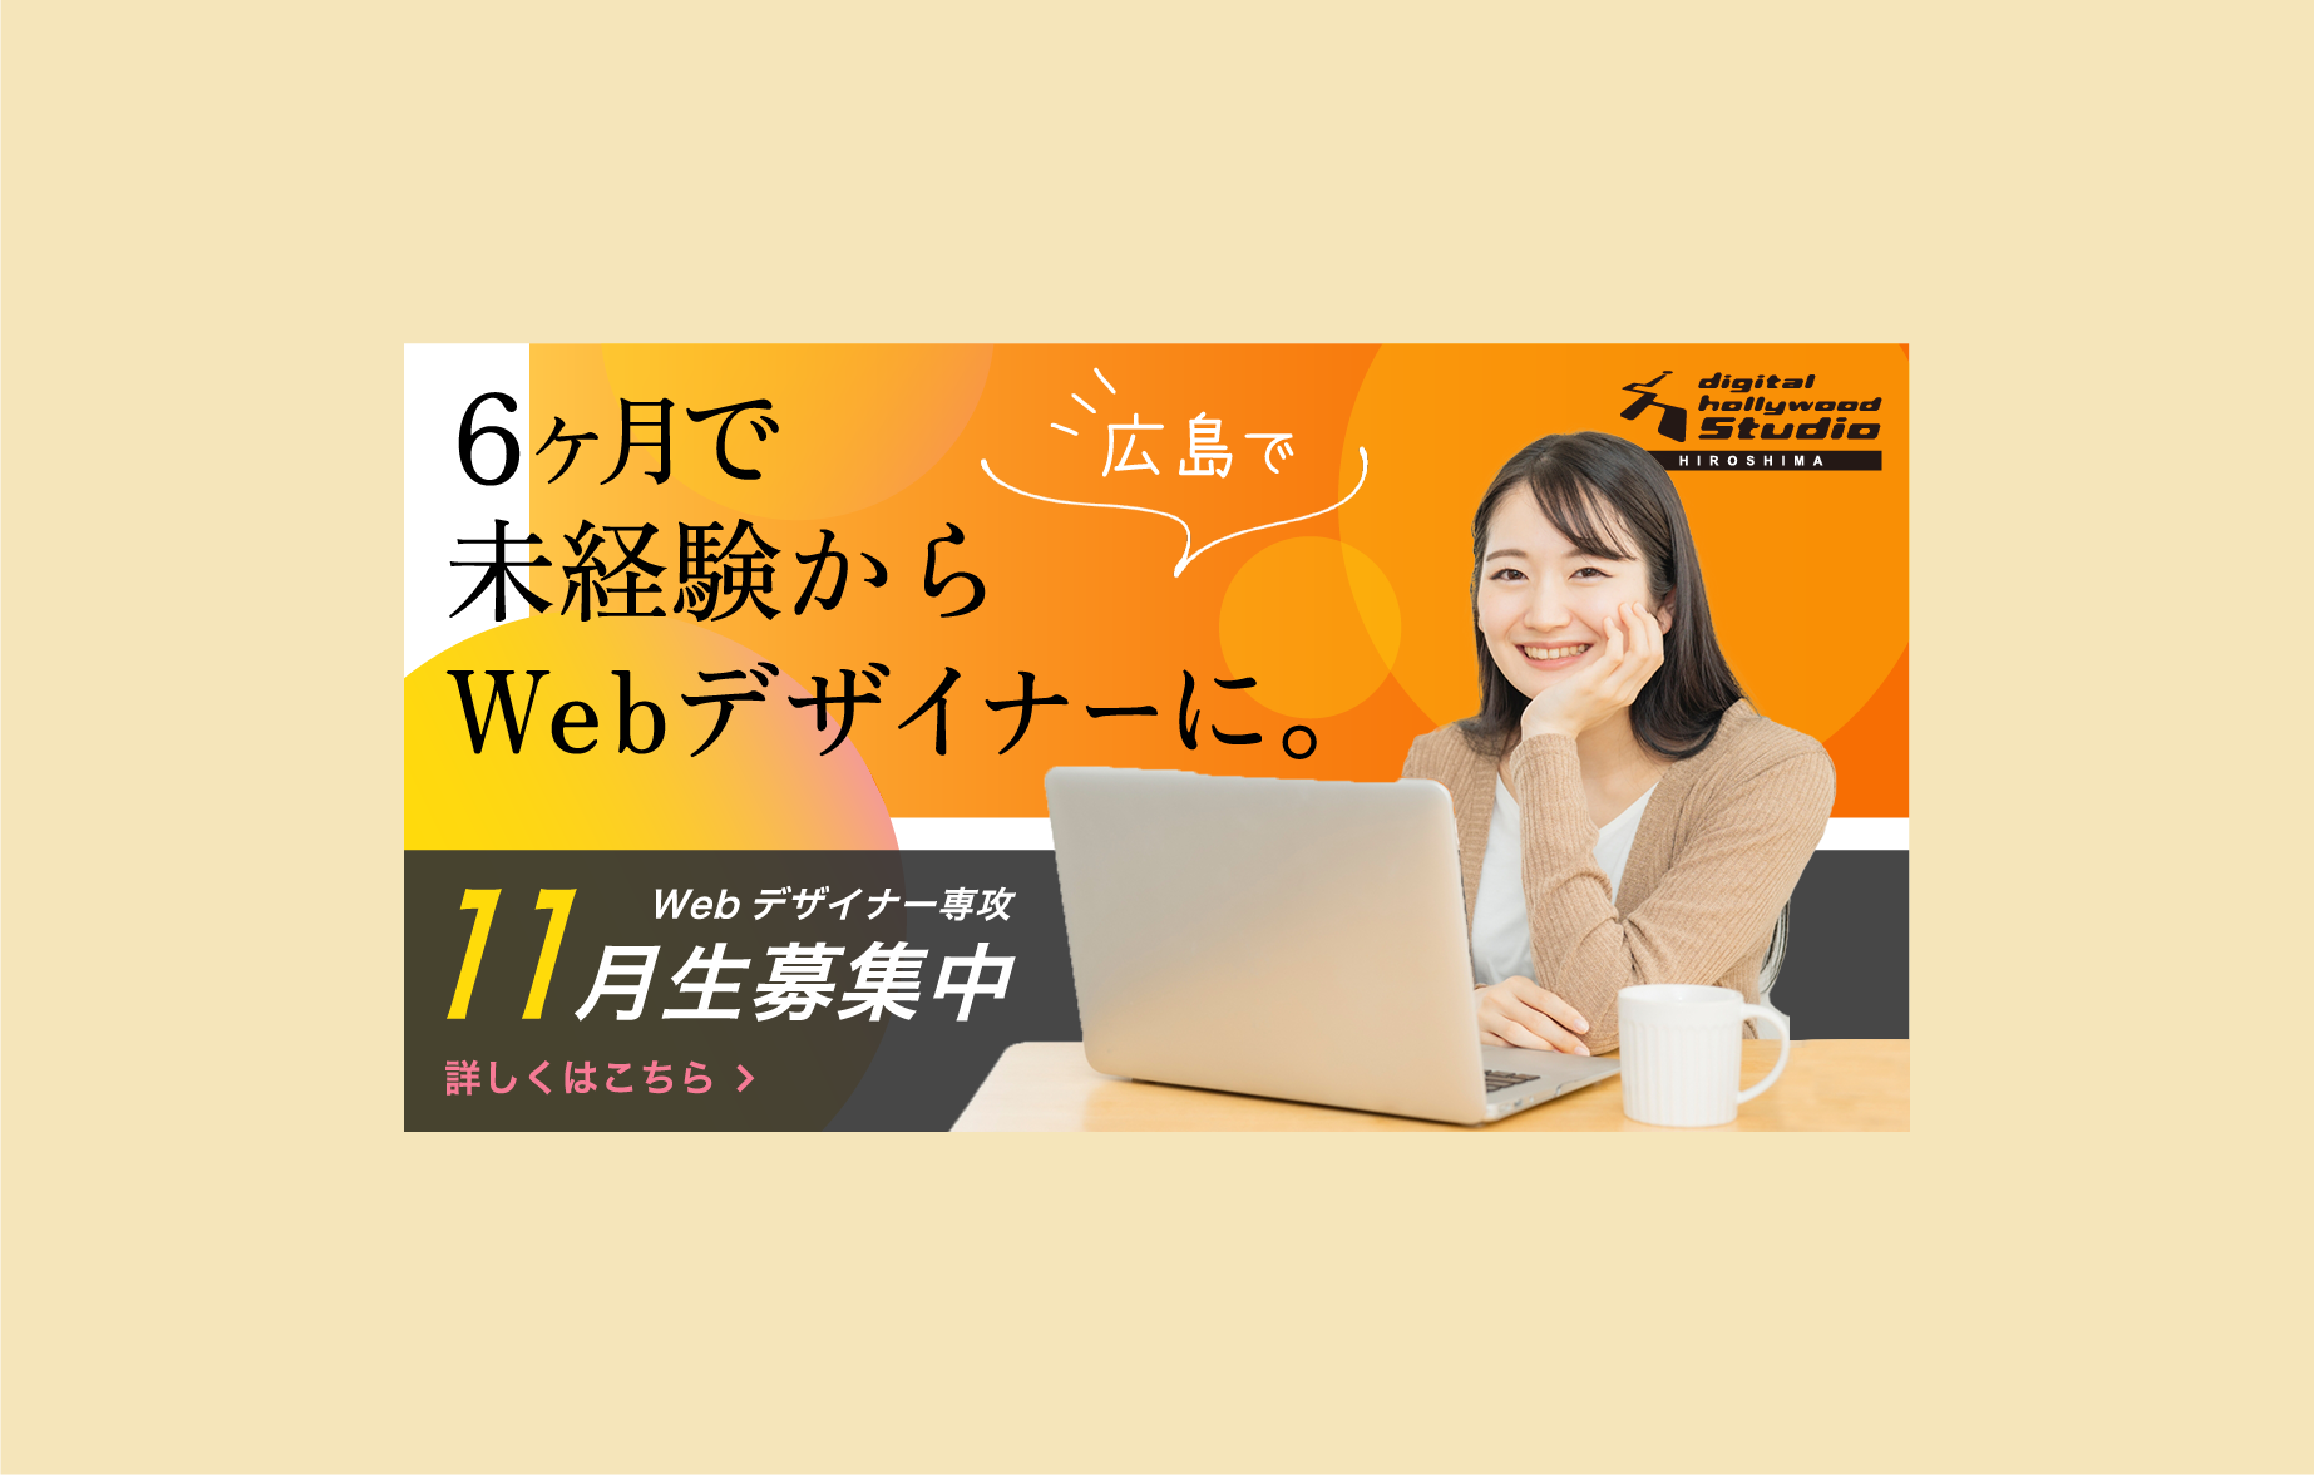 6ヶ月で
未経験から
Webデザイナーに。
広島で
digital
hollywood
Studio
HIROSHIMA
Webデザイナー専攻
11月生募集中
詳しくはこちら >